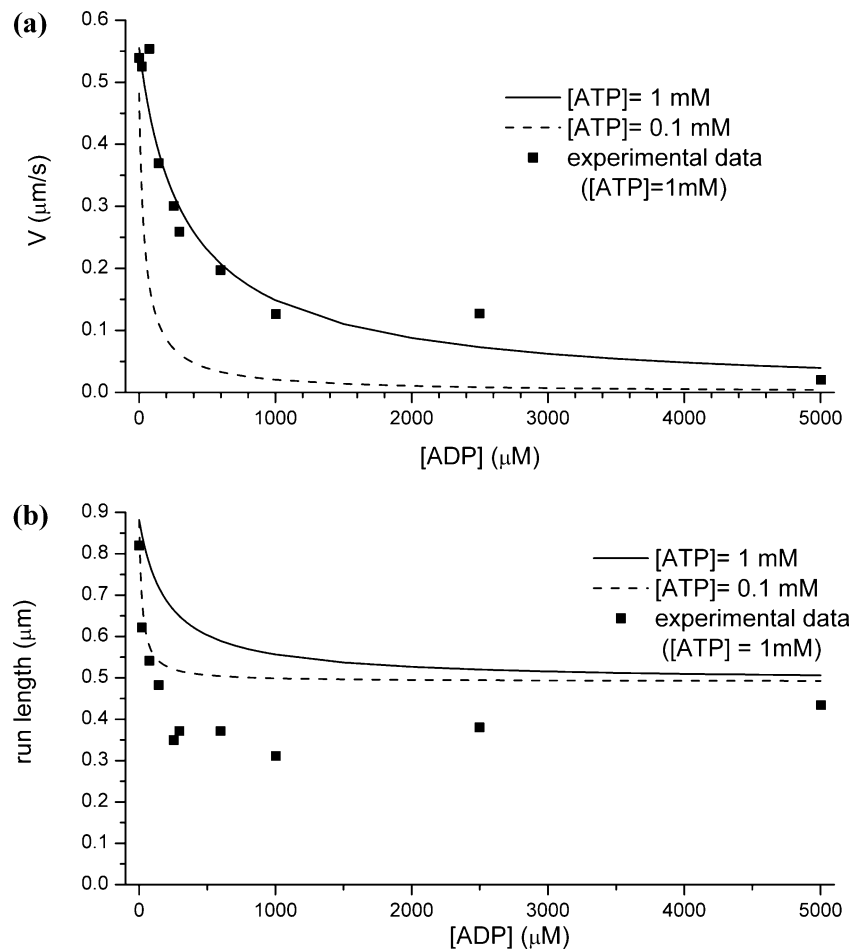 (a)
0.6
0.5
0.4
0.3
0.2
0.1
0.0
V (μm/s)
[ATP]= 1 mM
[ATP]= 0.1 mM
experimental data
([ATP]=1mM)
0 1000 2000 3000 4000 5000
[ADP] (μM)
(b)
0.9
0.8
0.7
0.6
0.5
0.4
0.3
0.2
0.1
0.0
run length (μm)
[ATP]= 1 mM
[ATP]= 0.1 mM
experimental data
([ATP] = 1mM)
0 1000 2000 3000 4000 5000
[ADP] (μM)